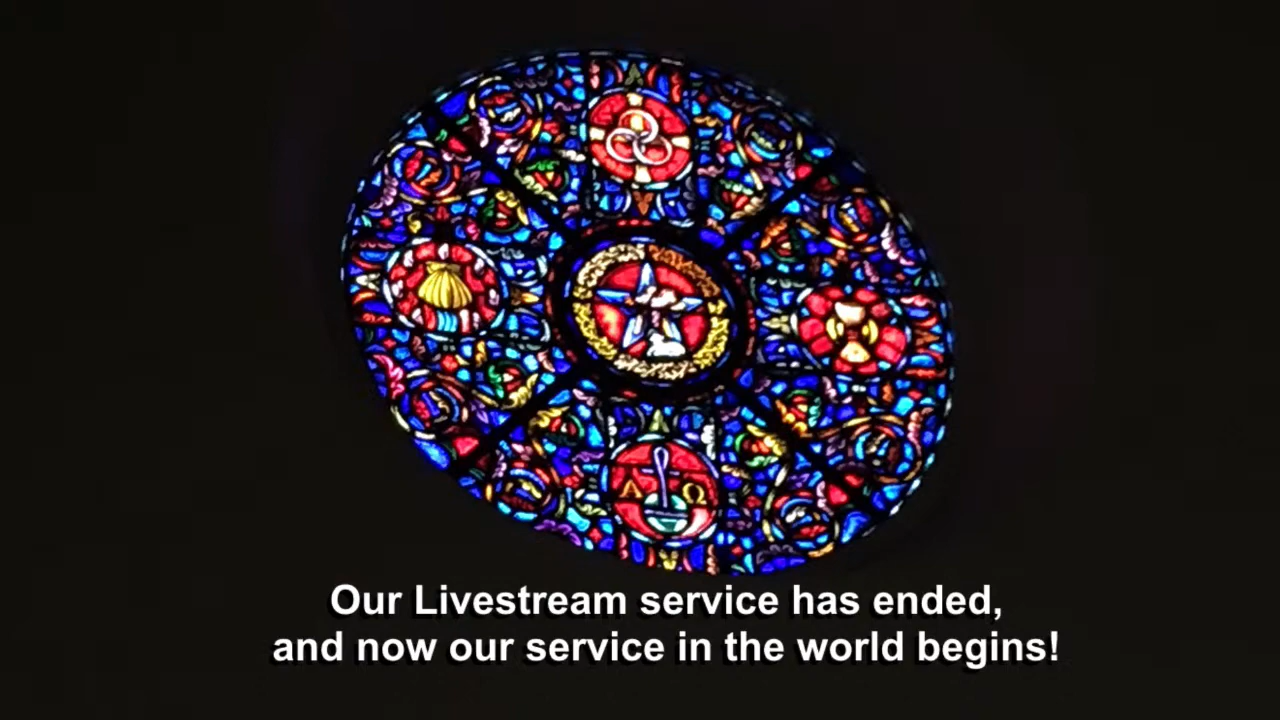 Α Ω
Our Livestream service has ended,
and now our service in the world begins!